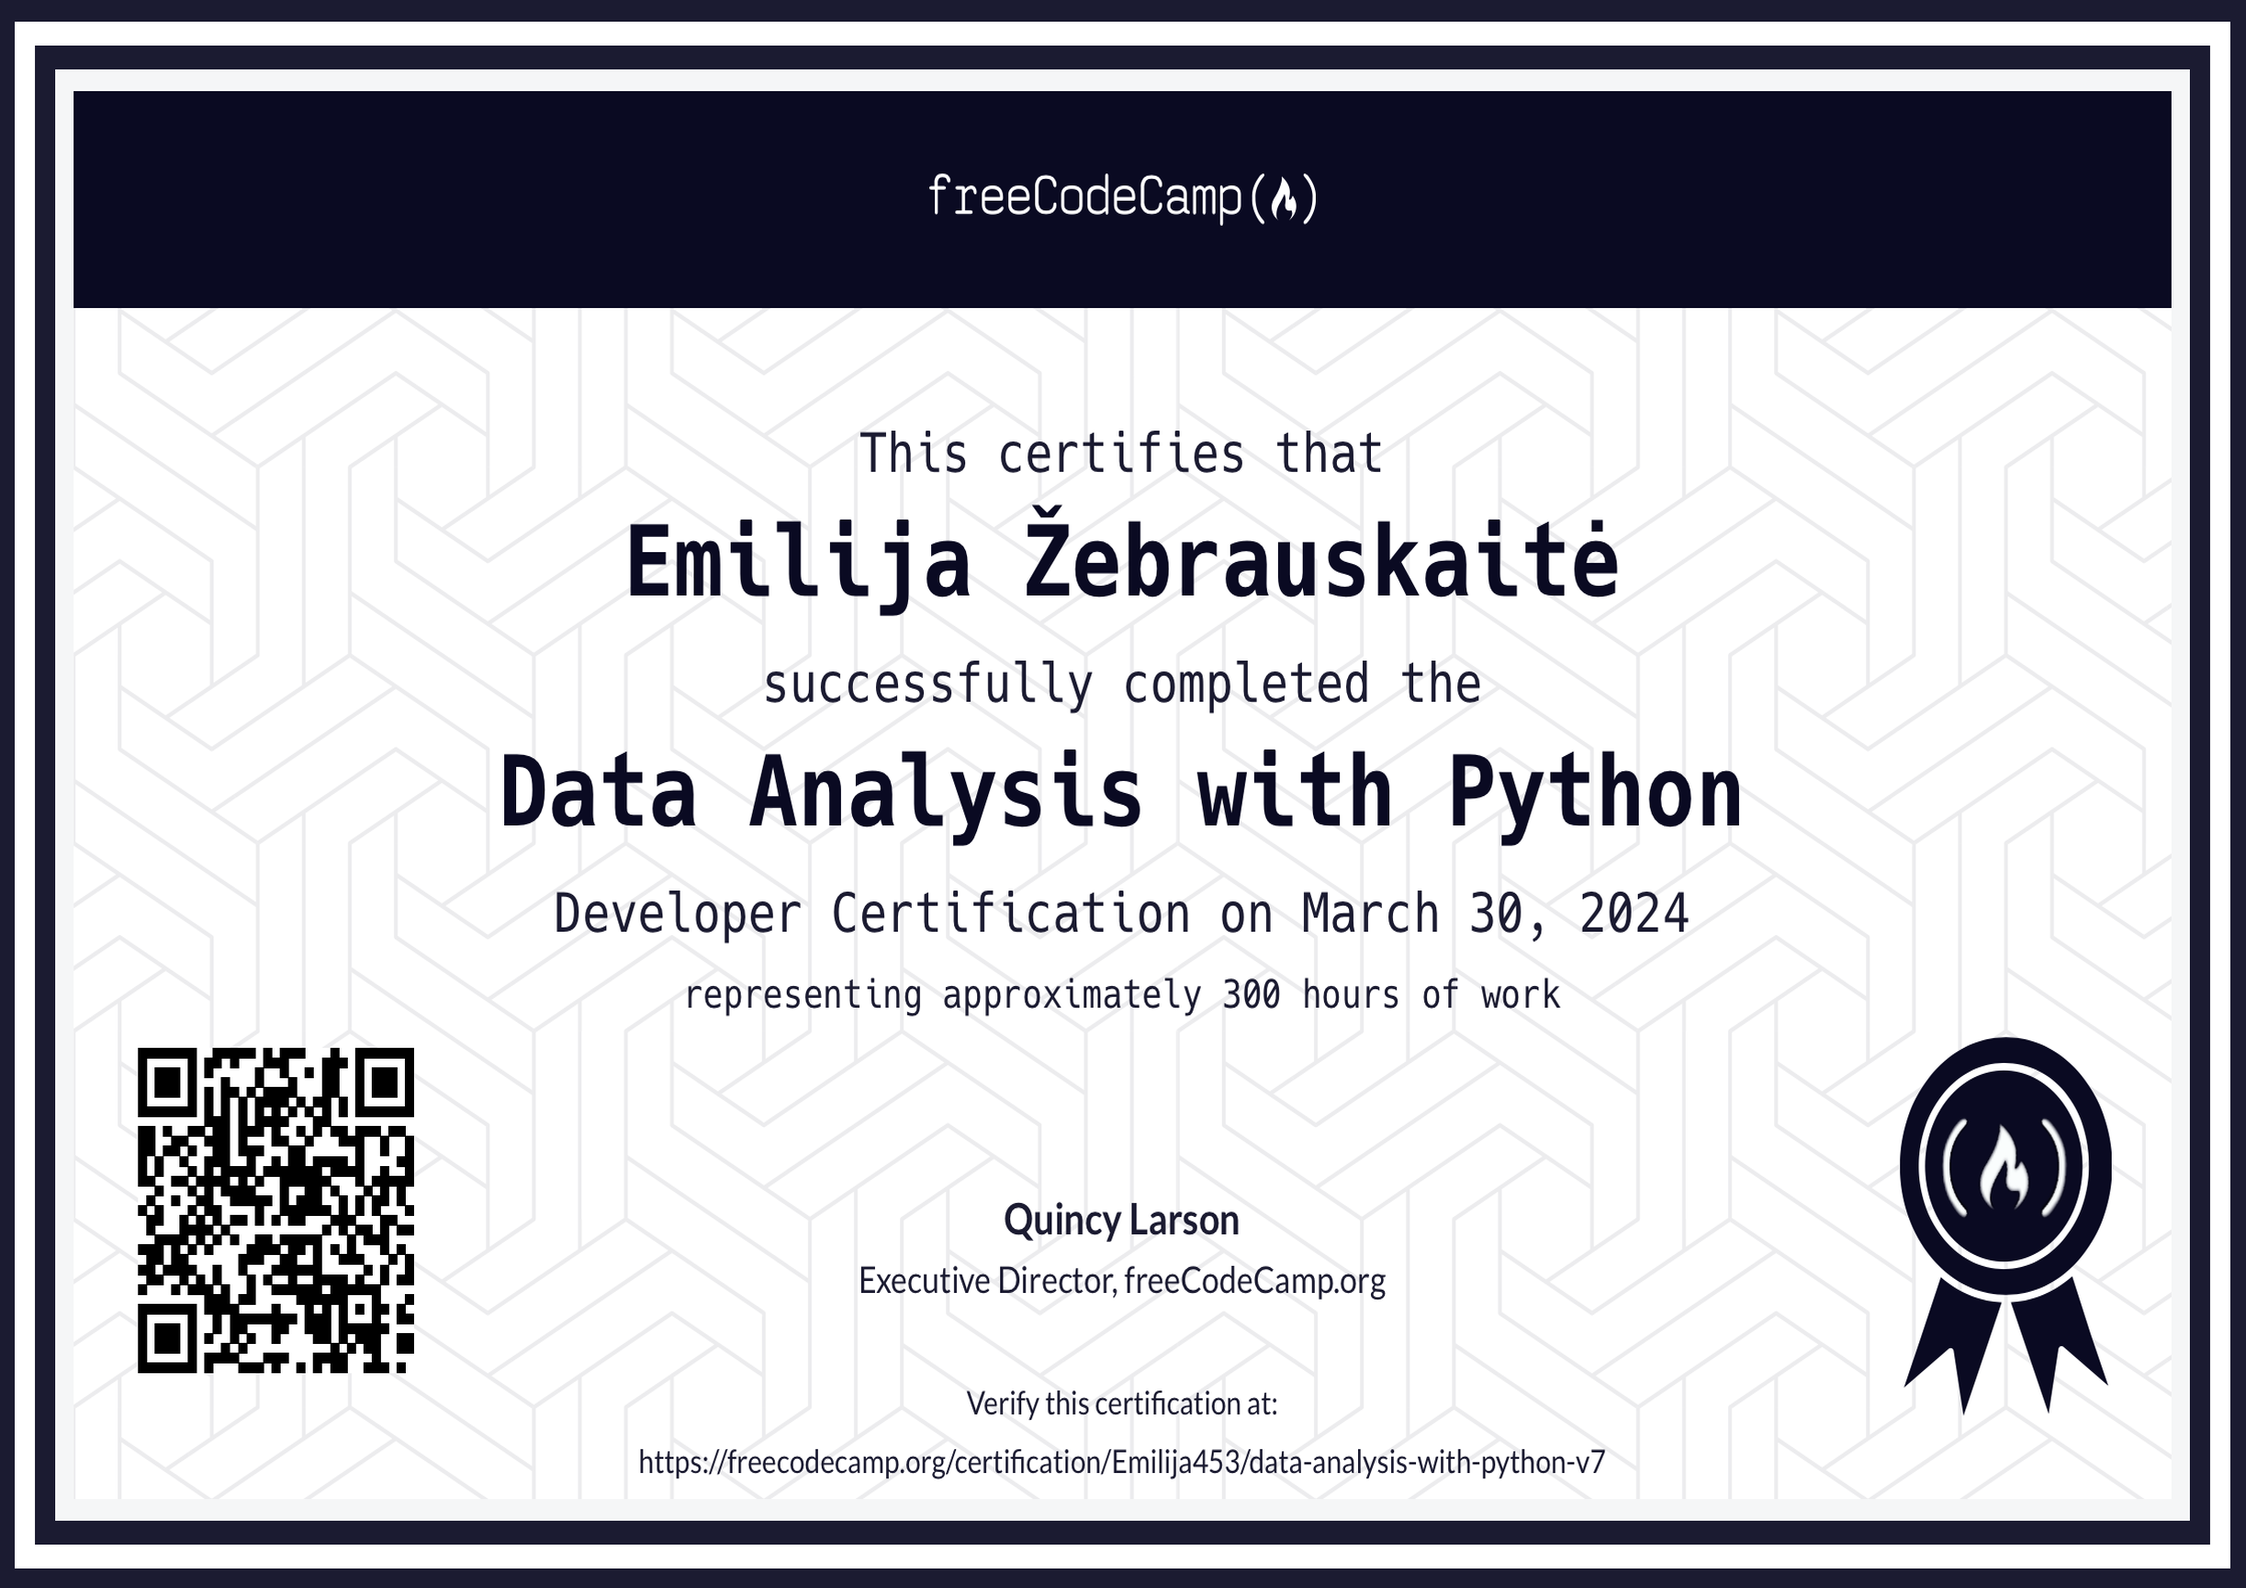 freeCodeCamp
This certifies that
Emilija Žebrauskaitė
successfully completed the
Data Analysis with Python
Developer Certification on March 30, 2024
representing approximately 300 hours of work
Quincy Larson
Executive Director, freeCodeCamp.org
Verify this certification at:
https://freecodecamp.org/certification/Emilija453/data-analysis-with-python-v7